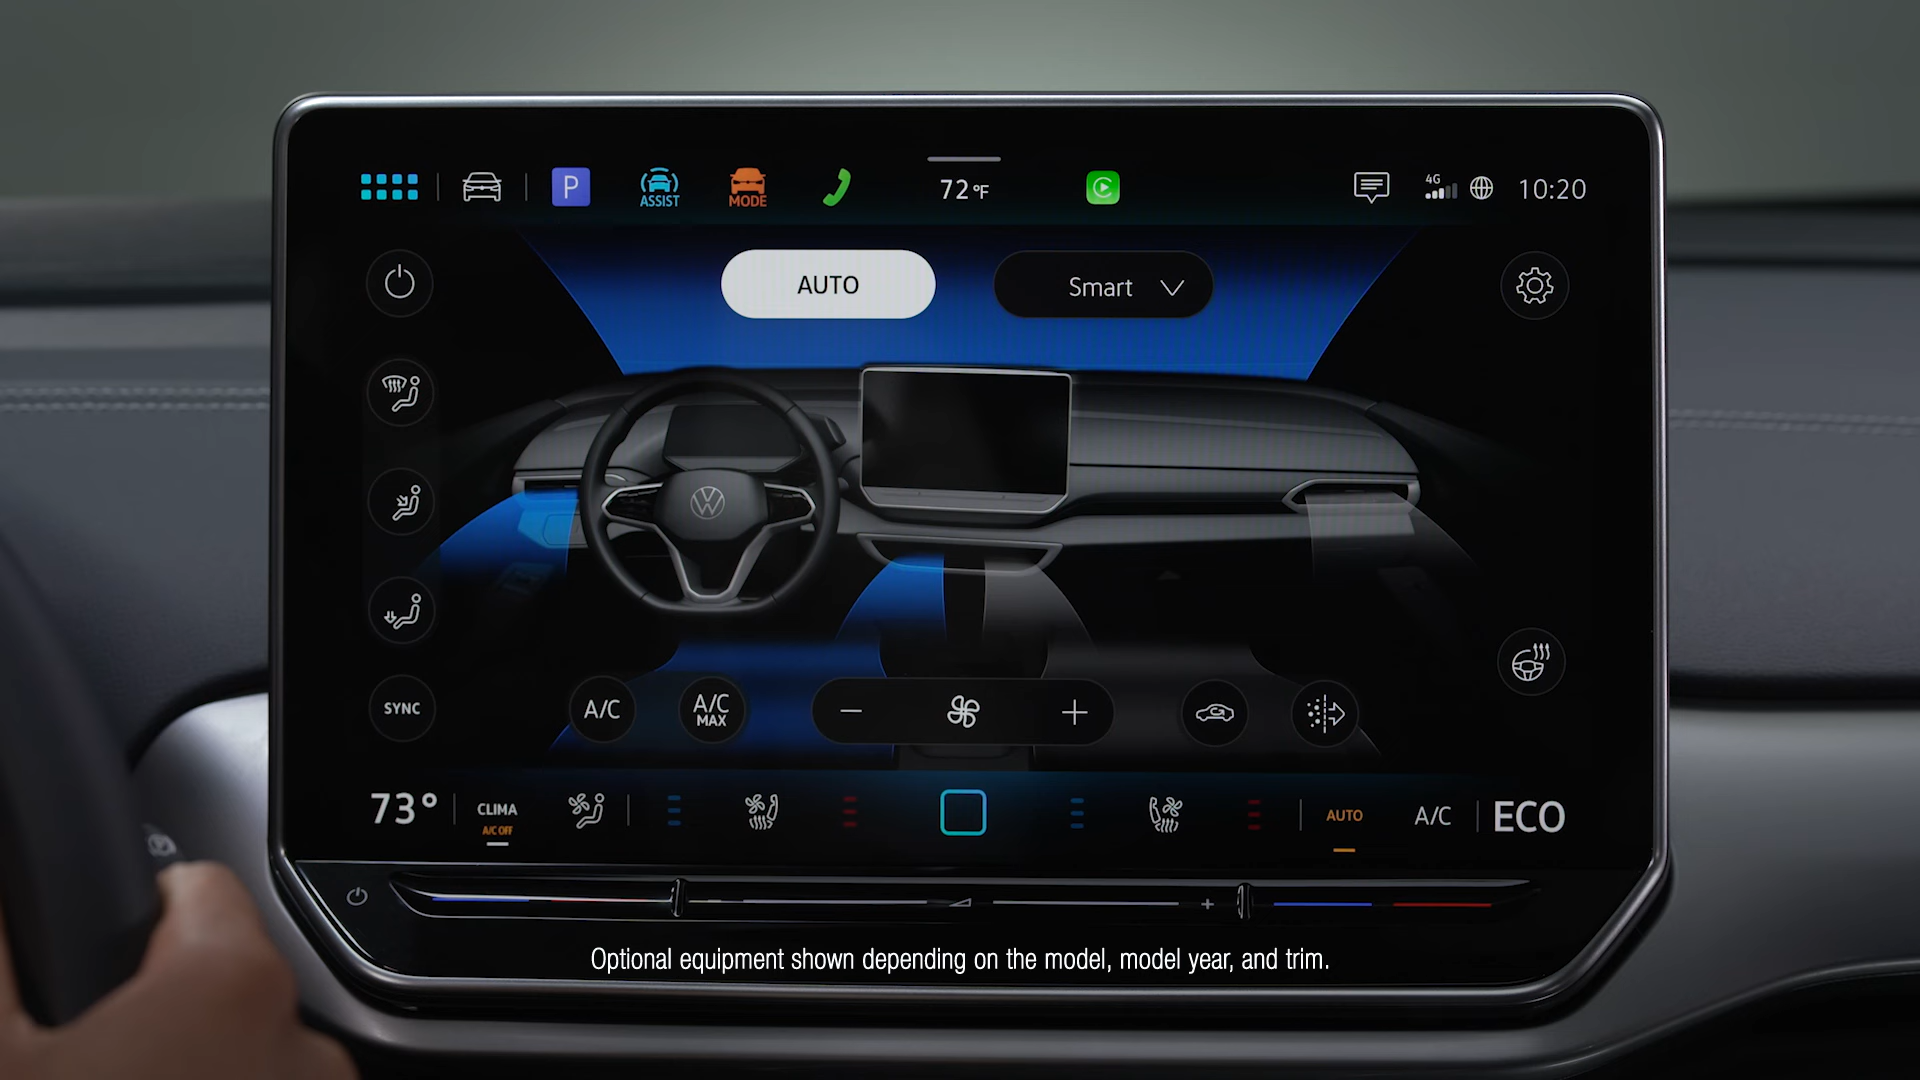 P
ASSIST
MODE
72°F
4G
10:20
AUTO
Smart
SYNC
A/C
A/C
MAX
73°
CLIMA
A/C OFF
AUTO
A/C
ECO
Optional equipment shown depending on the model, model year, and trim.